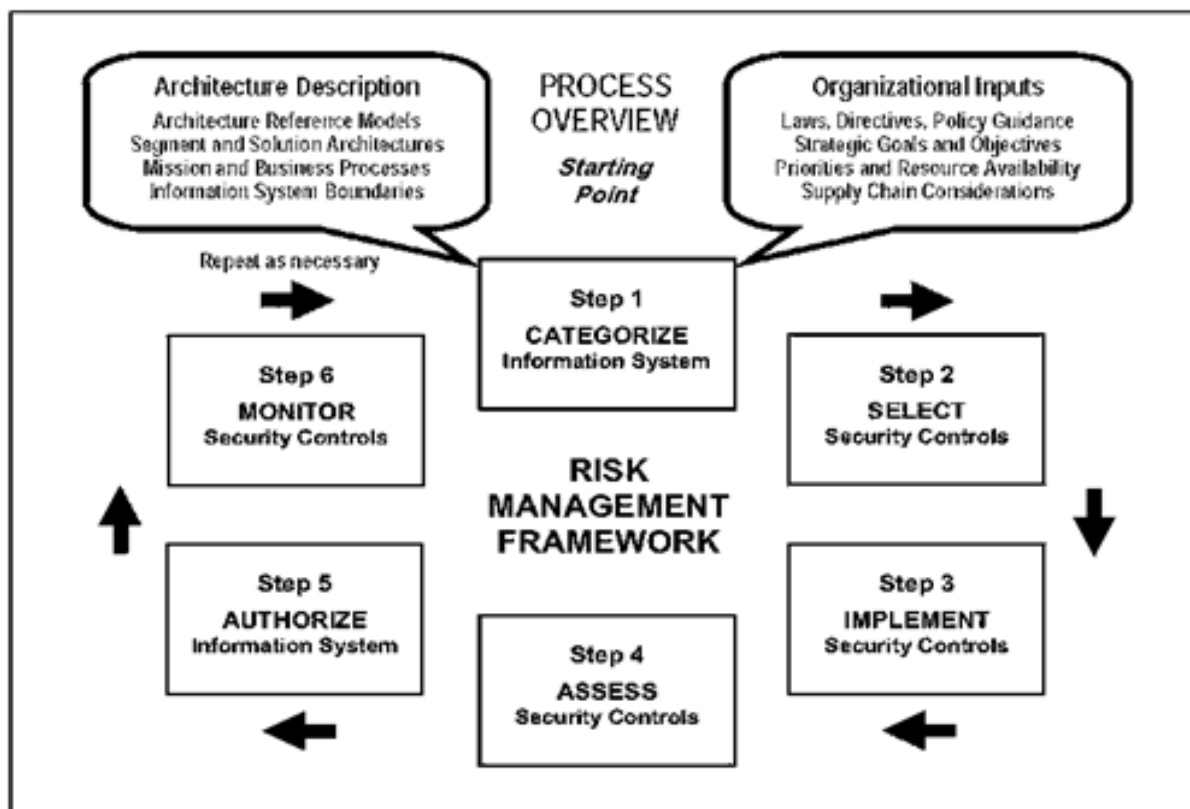 Architecture Description
Architecture Reference Models
Segment and Solution Architectures
Mission and Business Processes
Information System Boundaries
PROCESS
OVERVIEW
Starting
Point
Organizational Inputs
Laws, Directives, Policy Guidance
Strategic Goals and Objectives
Priorities and Resource Availability
Supply Chain Considerations
Repeat as necessary
Step 1
CATEGORIZE
Information System
Step 2
SELECT
Security Controls
Step 3
IMPLEMENT
Security Controls
Step 4
ASSESS
Security Controls
Step 5
AUTHORIZE
Information System
Step 6
MONITOR
Security Controls
RISK
MANAGEMENT
FRAMEWORK